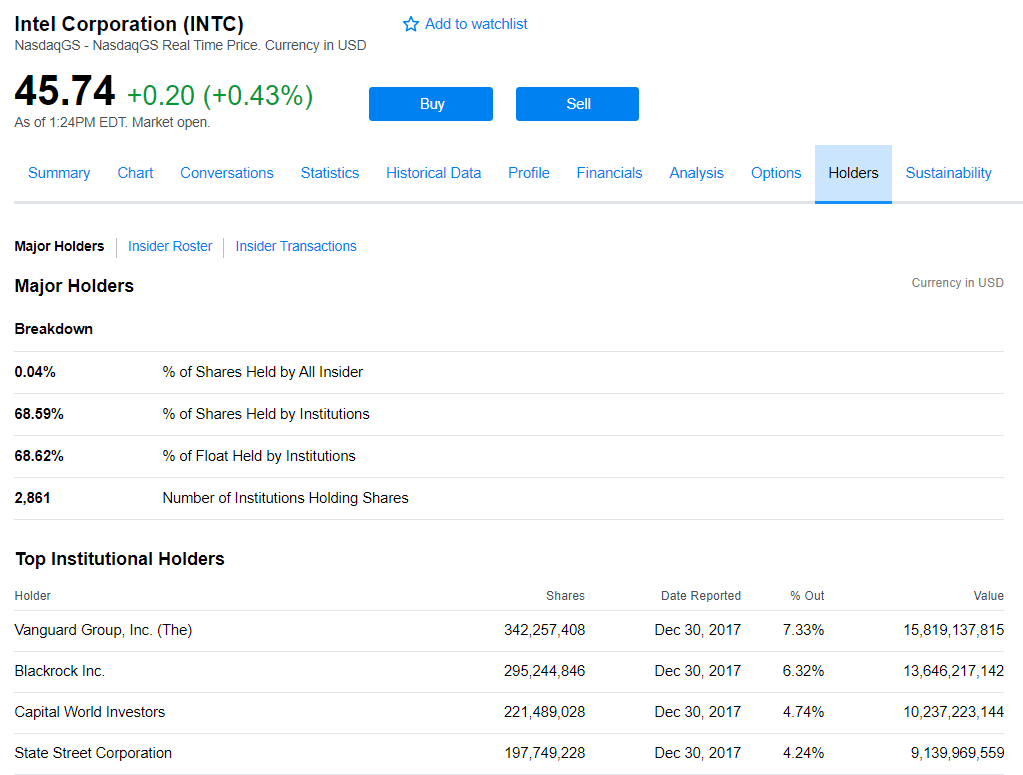 Intel Corporation (INTC)
Add to watchlist
NasdaqGS - NasdaqGS Real Time Price. Currency in USD
45.74 +0.20 (+0.43%)
Buy Sell
As of 1:24PM EDT. Market open.
Summary Chart Conversations Statistics Historical Data Profile Financials Analysis Options Holders Sustainability
Major Holders Insider Roster Insider Transactions
Major Holders Currency in USD
Breakdown
0.04% % of Shares Held by All Insider
68.59% % of Shares Held by Institutions
68.62% % of Float Held by Institutions
2,861 Number of Institutions Holding Shares
Top Institutional Holders
Holder Shares Date Reported % Out Value
Vanguard Group, Inc. (The) 342,257,408 Dec 30, 2017 7.33% 15,819,137,815
Blackrock Inc. 295,244,846 Dec 30, 2017 6.32% 13,646,217,142
Capital World Investors 221,489,028 Dec 30, 2017 4.74% 10,237,223,144
State Street Corporation 197,749,228 Dec 30, 2017 4.24% 9,139,969,559